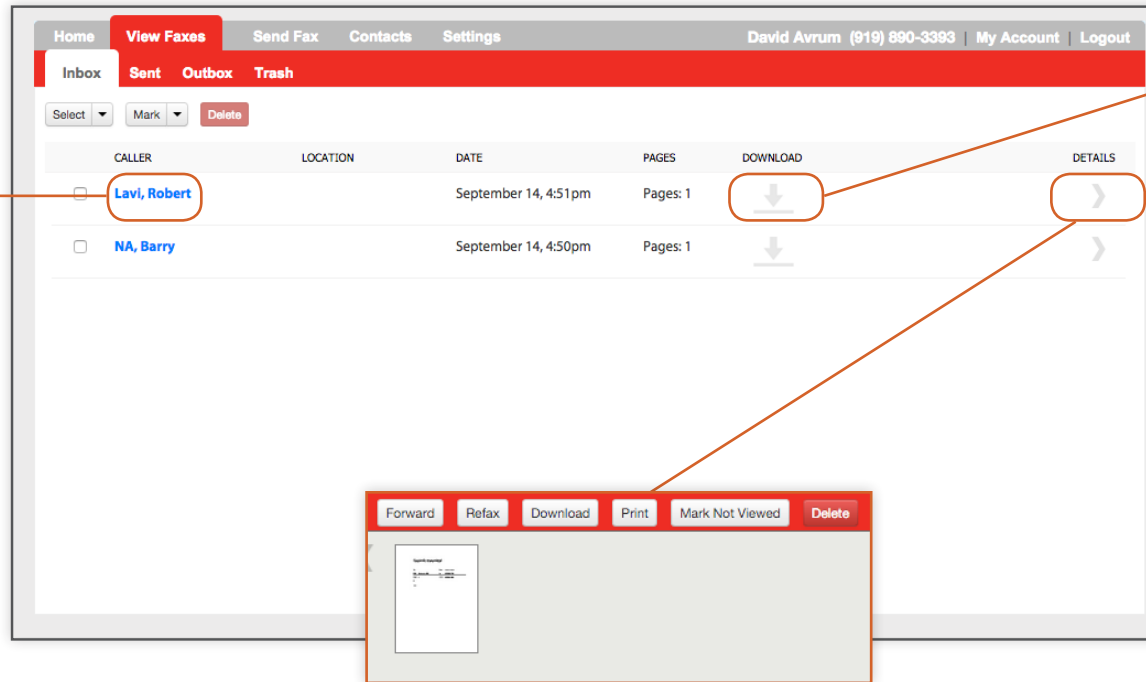 Home View Faxes Send Fax Contacts Settings David Avrum (919) 890-3393 | My Account | Logout
Inbox Sent Outbox Trash
Select Mark Delete
CALLER LOCATION DATE PAGES DOWNLOAD DETAILS
Lavi, Robert September 14, 4:51pm Pages: 1
NA, Barry September 14, 4:50pm Pages: 1
Forward Refax Download Print Mark Not Viewed Delete